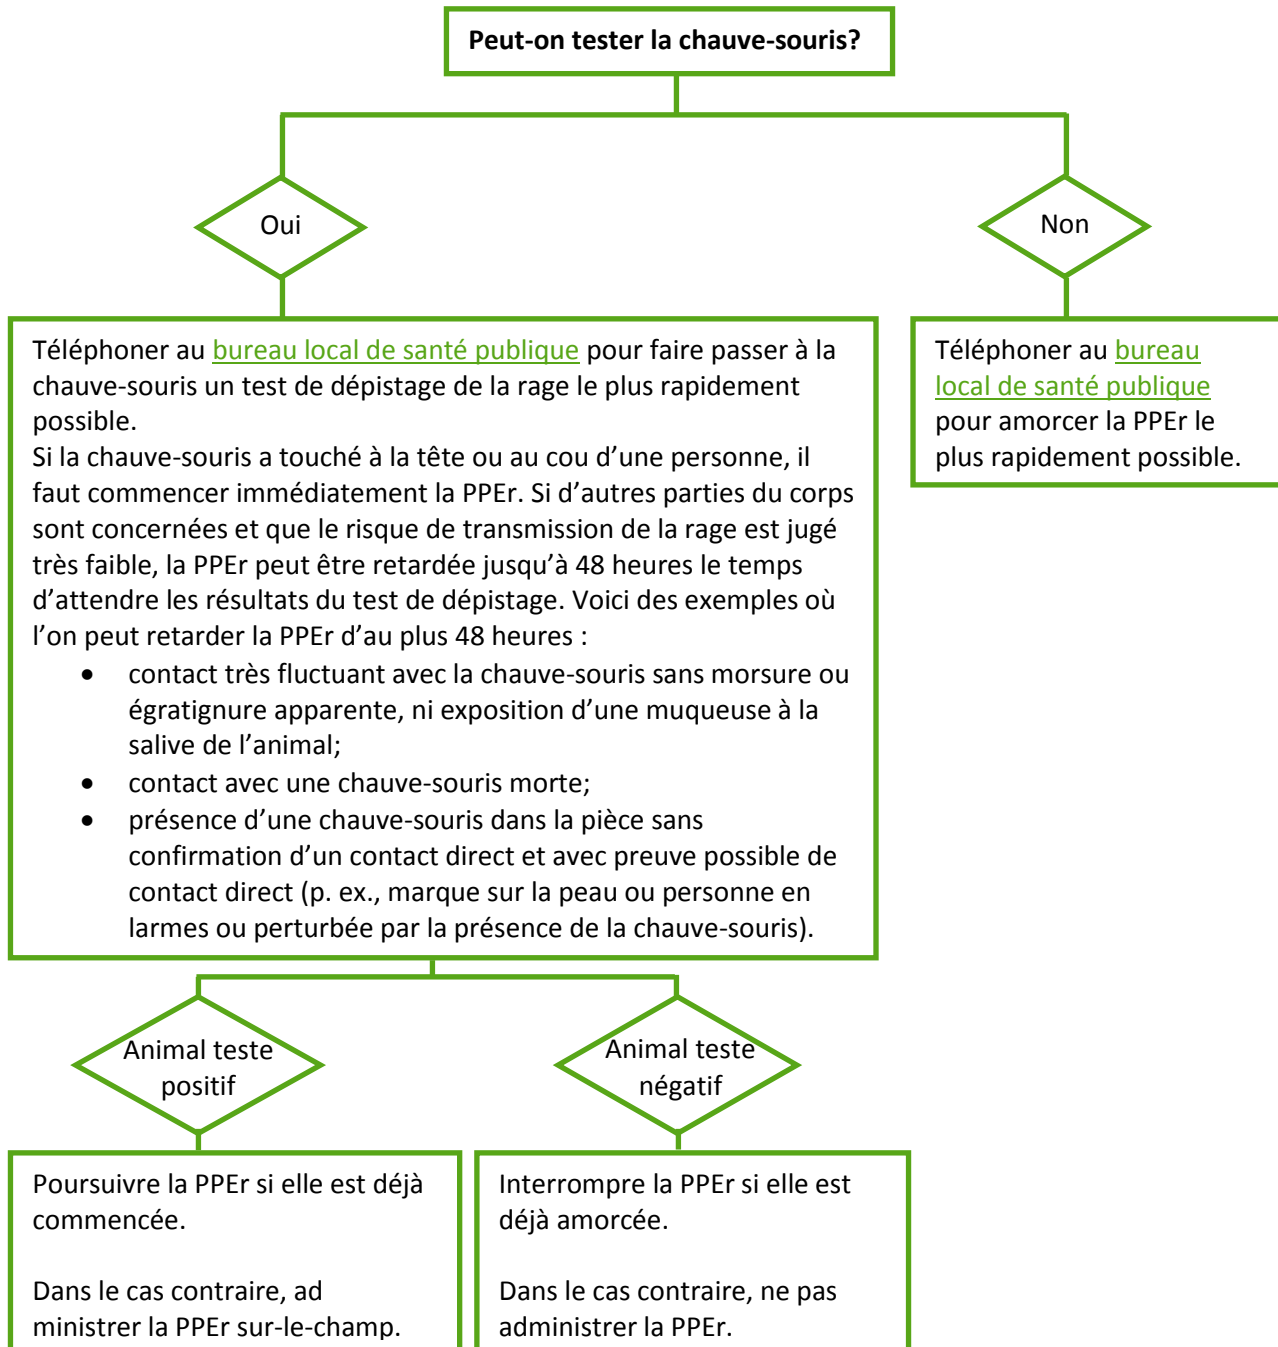 Peut-on tester la chauve-souris?
Oui
Non
Téléphoner au bureau local de santé publique pour faire passer à la
chauve-souris un test de dépistage de la rage le plus rapidement
possible.
Si la chauve-souris a touché à la tête ou au cou d’une personne, il
faut commencer immédiatement la PPEr. Si d’autres parties du corps
sont concernées et que le risque de transmission de la rage est jugé
très faible, la PPEr peut être retardée jusqu’à 48 heures le temps
d’attendre les résultats du test de dépistage. Voici des exemples où
l’on peut retarder la PPEr d’au plus 48 heures :
• contact très fluctuant avec la chauve-souris sans morsure ou
égratignure apparente, ni exposition d’une muqueuse à la
salive de l’animal;
• contact avec une chauve-souris morte;
• présence d’une chauve-souris dans la pièce sans
confirmation d’un contact direct et avec preuve possible de
contact direct (p. ex., marque sur la peau ou personne en
larmes ou perturbée par la présence de la chauve-souris).
Téléphoner au bureau
local de santé publique
pour amorcer la PPEr le
plus rapidement possible.
Animal teste
positif
Animal teste
négatif
Poursuivre la PPEr si elle est déjà
commencée.
Dans le cas contraire, ad
ministrer la PPEr sur-le-champ.
Interrompre la PPEr si elle est
déjà amorcée.
Dans le cas contraire, ne pas
administrer la PPEr.